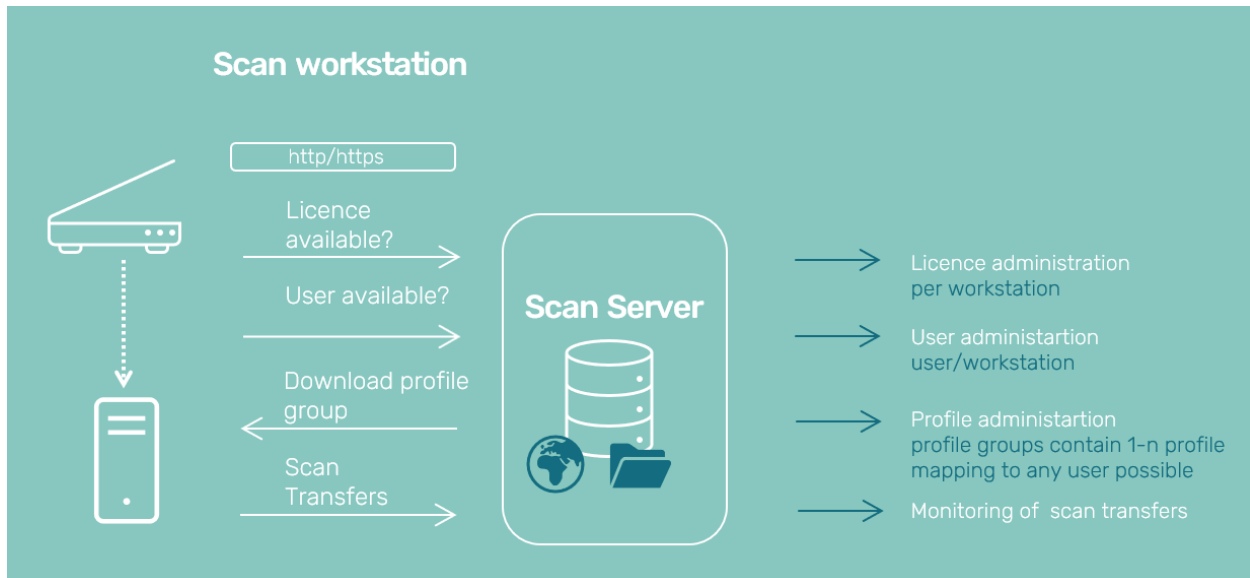 Scan workstation
http/https
Licence
available?
User available?
Download profile
group
Scan
Transfers
Scan Server
Licence administration
per workstation
User administartion
user/workstation
Profile administartion
profile groups contain 1-n profile
mapping to any user possible
Monitoring of scan transfers